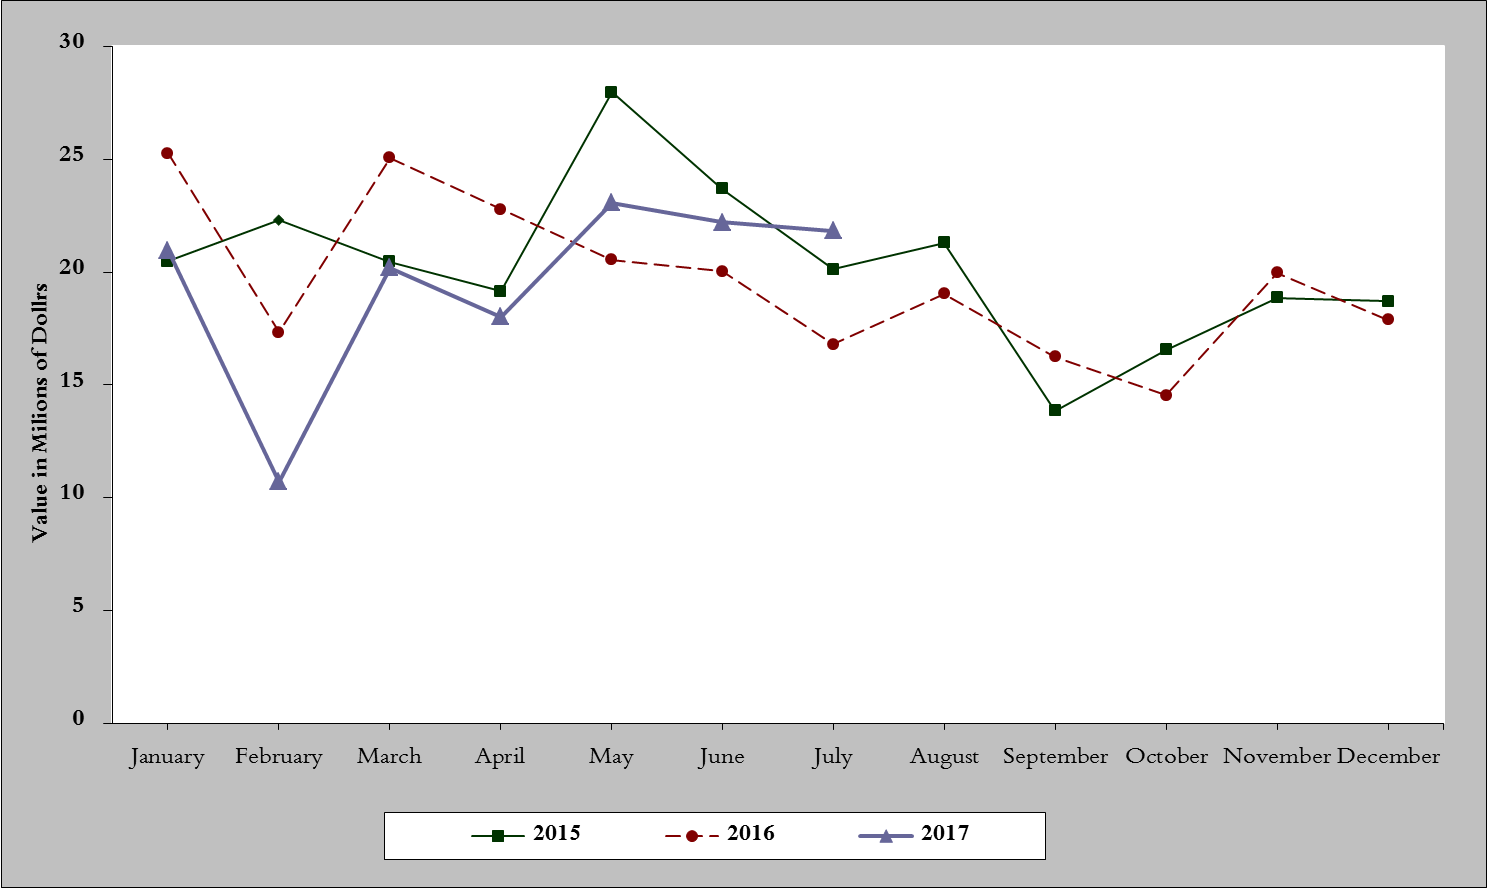 30
25
20
15
10
5
0
Value in Milions of Dollrs
January February March April May June July August September October November December
2015 2016 2017